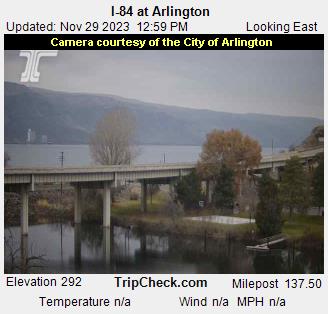 I-84 at Arlington
Updated: Nov 29 2023 12:59 PM Looking East
Camera courtesy of the City of Arlington
Elevation 292 TripCheck.com Milepost 137.50
Temperature n/a Wind n/a MPH n/a